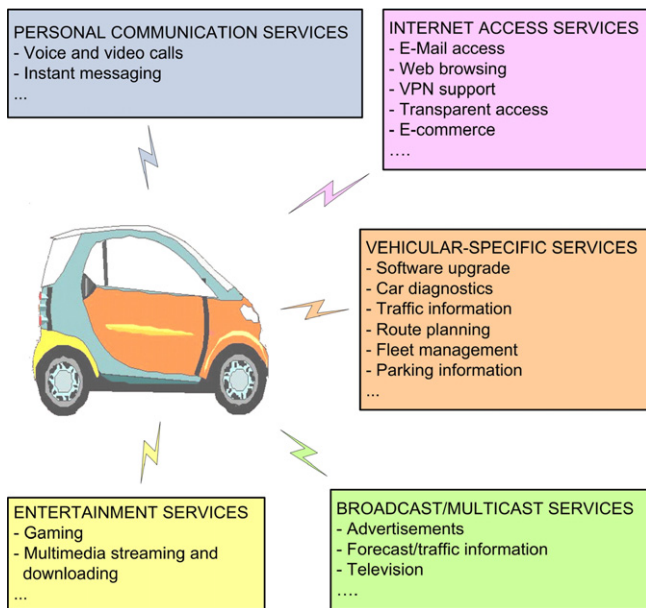 PERSONAL COMMUNICATION SERVICES
- Voice and video calls
- Instant messaging
...
INTERNET ACCESS SERVICES
- E-Mail access
- Web browsing
- VPN support
- Transparent access
- E-commerce
....
VEHICULAR-SPECIFIC SERVICES
- Software upgrade
- Car diagnostics
- Traffic information
- Route planning
- Fleet management
- Parking information
...
ENTERTAINMENT SERVICES
- Gaming
- Multimedia streaming and
downloading
...
BROADCAST/MULTICAST SERVICES
- Advertisements
- Forecast/traffic information
- Television
....